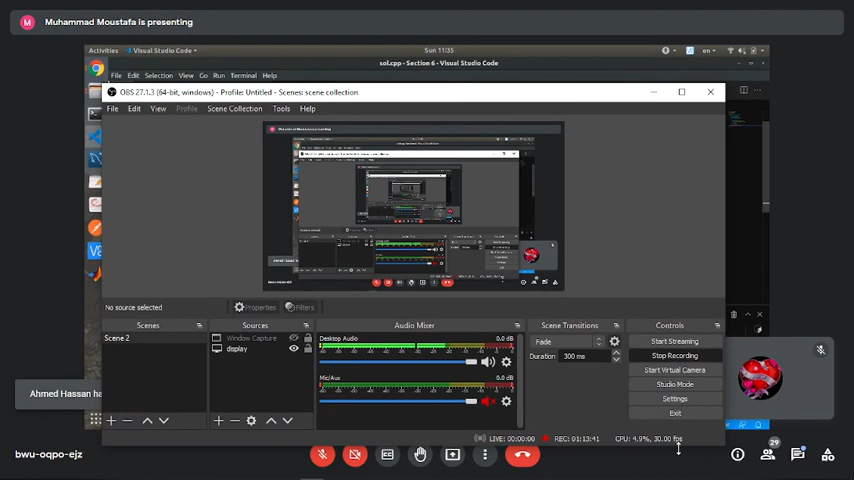 M Muhammad Moustafa is presenting
Activities Visual Studio Code Sun 11:35 en
sol.cpp - Section 6 - Visual Studio Code
File Edit Selection View Go Run Terminal Help
OBS 27.1.3 (64-bit, windows) - Profile: Untitled - Scenes: scene collection
File Edit View Profile Scene Collection Tools Help
No source selected
Properties Filters
Scenes Sources Audio Mixer Scene Transitions Controls
Scene 2
Window Capture
display
Desktop Audio 0.0 dB
Mic/Aux 0.0 dB
Fade
Duration 300 ms
Start Streaming
Stop Recording
Start Virtual Camera
Studio Mode
Settings
Exit
Ahmed Hassan ha
LIVE: 00:00:00 REC: 01:13:41 CPU: 4.9%, 30.00 fps
bwu-oqpo-ejz
29